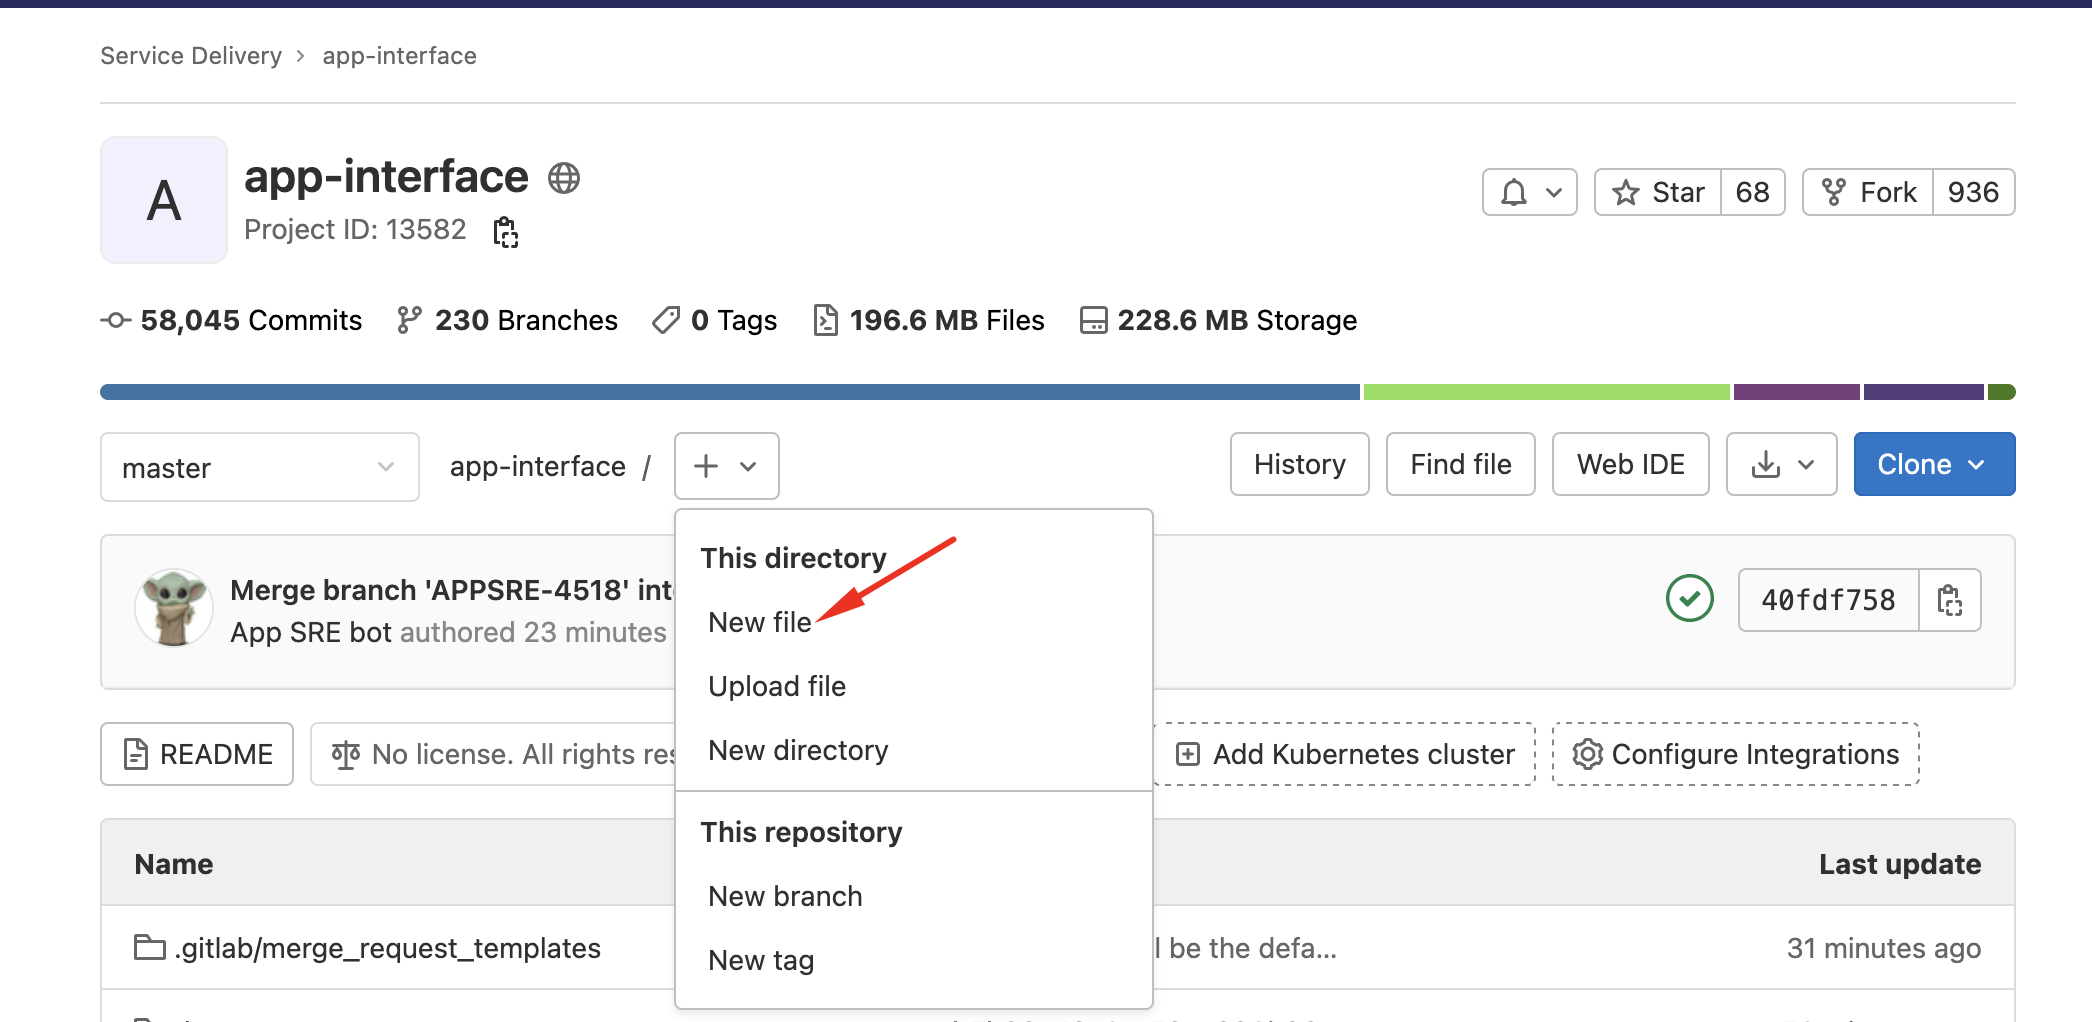 Service Delivery › app-interface
A
app-interface
Project ID: 13582
Star 68
Fork 936
58,045 Commits
230 Branches
0 Tags
196.6 MB Files
228.6 MB Storage
master
app-interface /
History
Find file
Web IDE
Clone
This directory
New file
Upload file
New directory
This repository
New branch
New tag
Merge branch 'APPSRE-4518' int
App SRE bot authored 23 minutes
40fdf758
README
No license. All rights res
Add Kubernetes cluster
Configure Integrations
Name
Last update
.gitlab/merge_request_templates
l be the defa...
31 minutes ago